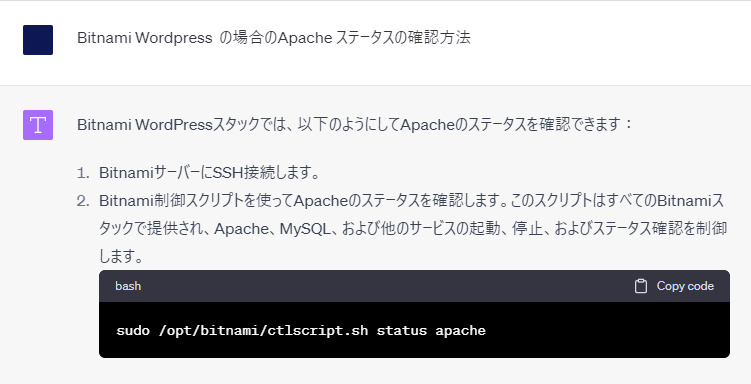 Bitnami Wordpress の場合のApache ステータスの確認方法
T
Bitnami WordPressスタックでは、以下のようにしてApacheのステータスを確認できます：
1. BitnamiサーバーにSSH接続します。
2. Bitnami制御スクリプトを使ってApacheのステータスを確認します。このスクリプトはすべてのBitnamiス
タックで提供され、Apache、MySQL、および他のサービスの起動、停止、およびステータス確認を制御
します。
bash Copy code
sudo /opt/bitnami/ctlscript.sh status apache